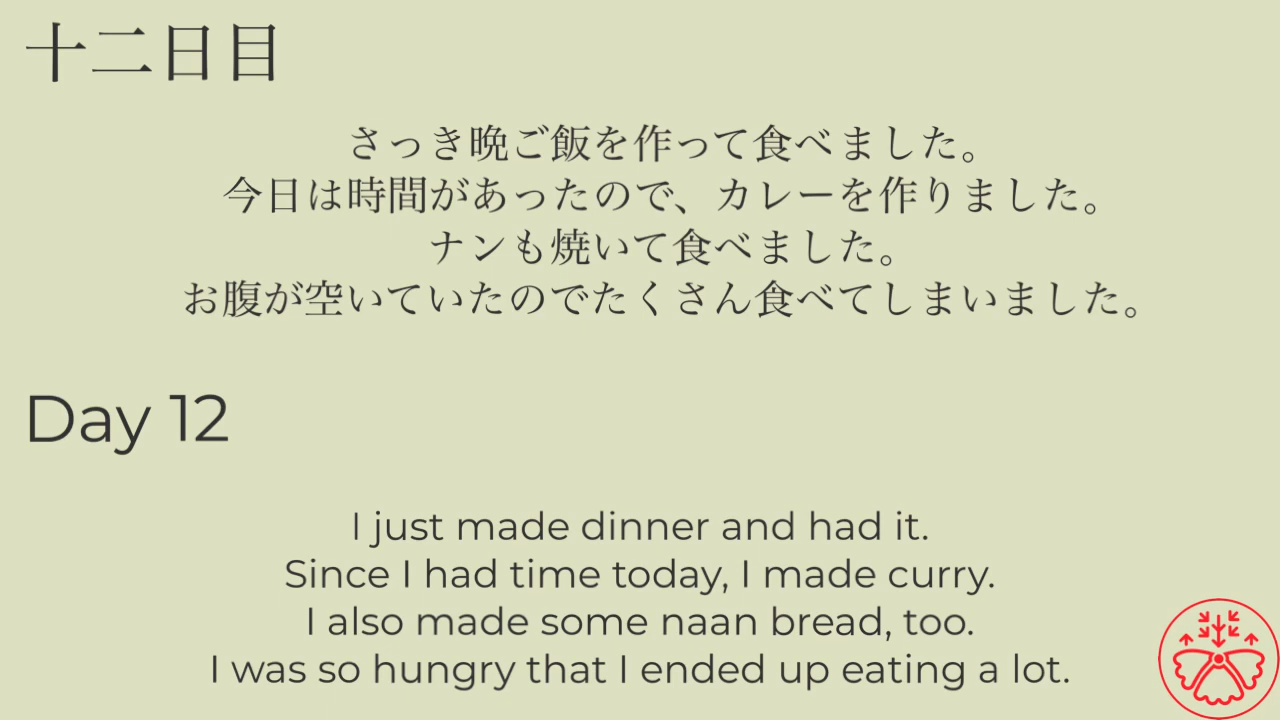 十二日目
さっき晩ご飯を作って食べました。
今日は時間があったので、カレーを作りました。
ナンも焼いて食べました。
お腹が空いていたのでたくさん食べてしまいました。
Day 12
I just made dinner and had it.
Since I had time today, I made curry.
I also made some naan bread, too.
I was so hungry that I ended up eating a lot.